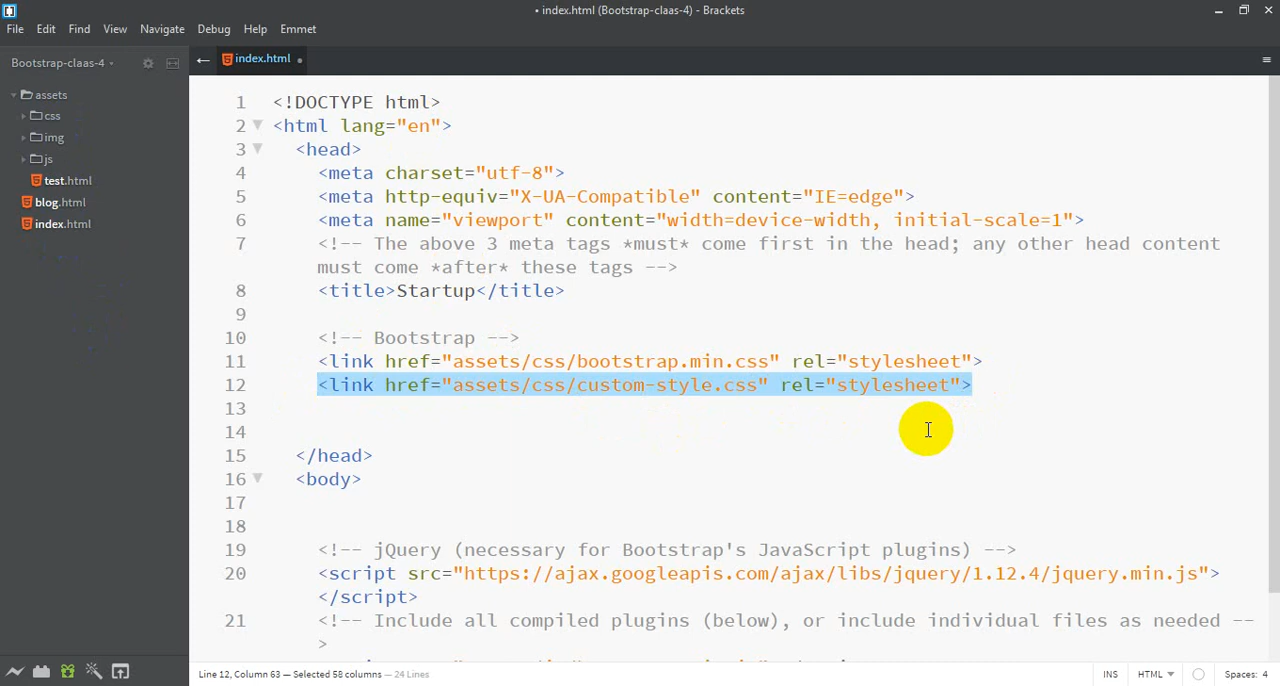 • index.html (Bootstrap-claas-4) - Brackets
File Edit Find View Navigate Debug Help Emmet
Bootstrap-claas-4
index.html
assets
css
img
js
test.html
blog.html
index.html
1 <!DOCTYPE html>
2 <html lang="en">
3 <head>
4 <meta charset="utf-8">
5 <meta http-equiv="X-UA-Compatible" content="IE=edge">
6 <meta name="viewport" content="width=device-width, initial-scale=1">
7 <!-- The above 3 meta tags *must* come first in the head; any other head content
must come *after* these tags -->
8 <title>Startup</title>
9
10 <!-- Bootstrap -->
11 <link href="assets/css/bootstrap.min.css" rel="stylesheet">
12 <link href="assets/css/custom-style.css" rel="stylesheet">
13
14
15 </head>
16 <body>
17
18
19 <!-- jQuery (necessary for Bootstrap's JavaScript plugins) -->
20 <script src="https://ajax.googleapis.com/ajax/libs/jquery/1.12.4/jquery.min.js">
</script>
21 <!-- Include all compiled plugins (below), or include individual files as needed --
>
Line 12, Column 63 — Selected 58 columns — 24 Lines
INS HTML Spaces: 4